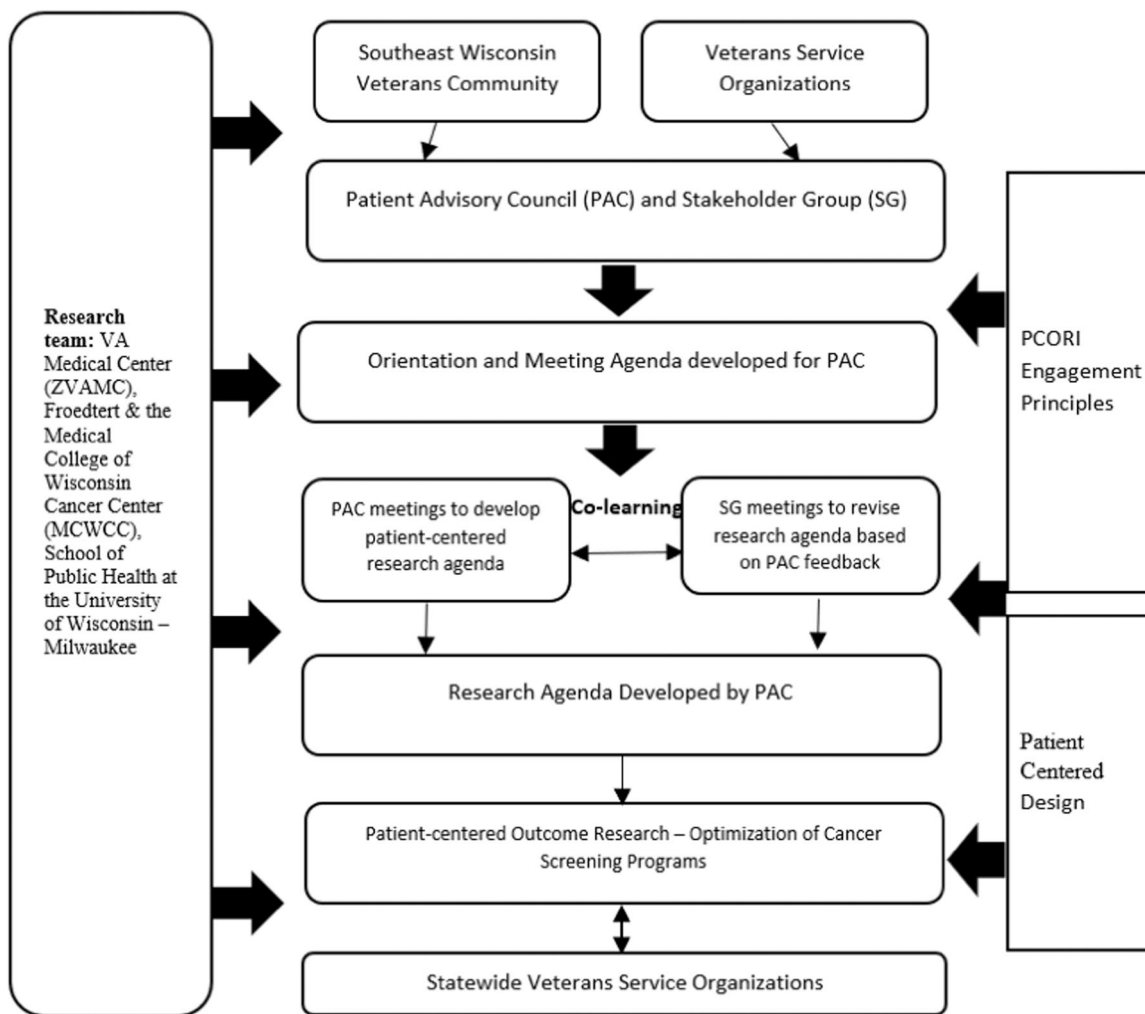 Southeast Wisconsin
Veterans Community
Veterans Service
Organizations
Patient Advisory Council (PAC) and Stakeholder Group (SG)
Research
team: VA
Medical Center
(ZVAMC),
Froedtert & the
Medical
College of
Wisconsin
Cancer Center
(MCWCC),
School of
Public Health at
the University
of Wisconsin –
Milwaukee
Orientation and Meeting Agenda developed for PAC
PCORI
Engagement
Principles
PAC meetings to develop
patient-centered
research agenda
Co-learning
SG meetings to revise
research agenda based
on PAC feedback
Research Agenda Developed by PAC
Patient
Centered
Design
Patient-centered Outcome Research – Optimization of Cancer
Screening Programs
Statewide Veterans Service Organizations